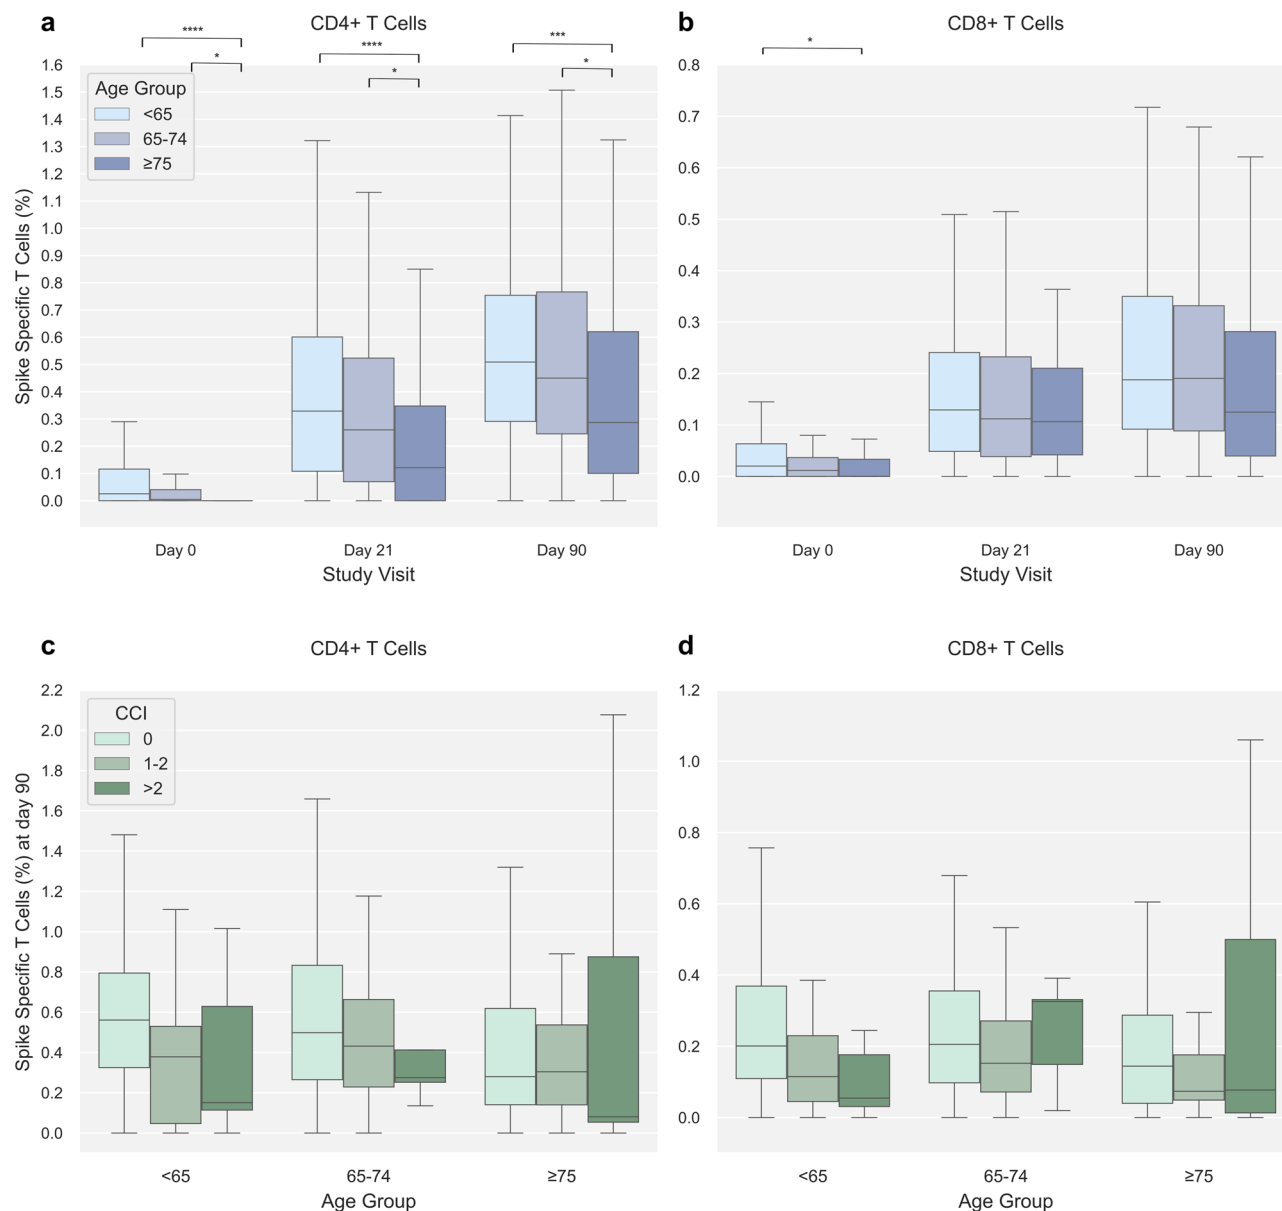 a
CD4+ T Cells
b
CD8+ T Cells
****
*
****
*
***
*
*
Age Group
<65
65-74
≥75
Spike Specific T Cells (%)
1.6
1.5
1.4
1.3
1.2
1.1
1.0
0.9
0.8
0.7
0.6
0.5
0.4
0.3
0.2
0.1
0.0
Day 0
Day 21
Day 90
Study Visit
0.8
0.7
0.6
0.5
0.4
0.3
0.2
0.1
0.0
Day 0
Day 21
Day 90
Study Visit
c
CD4+ T Cells
d
CD8+ T Cells
CCI
0
1-2
>2
Spike Specific T Cells (%) at day 90
2.2
2.0
1.8
1.6
1.4
1.2
1.0
0.8
0.6
0.4
0.2
0.0
<65
65-74
≥75
Age Group
1.2
1.0
0.8
0.6
0.4
0.2
0.0
<65
65-74
≥75
Age Group